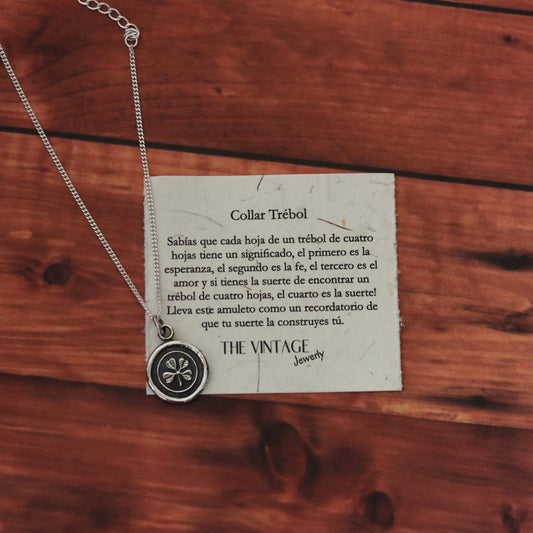 Collar Trébol
Sabías que cada hoja de un trébol de cuatro
hojas tiene un significado, el primero es la
esperanza, el segundo es la fe, el tercero es el
amor y si tienes la suerte de encontrar un
trébol de cuatro hojas, el cuarto es la suerte!
Lleva este amuleto como un recordatorio de
que tu suerte la construyes tú.
THE VINTAGE
Jewerly